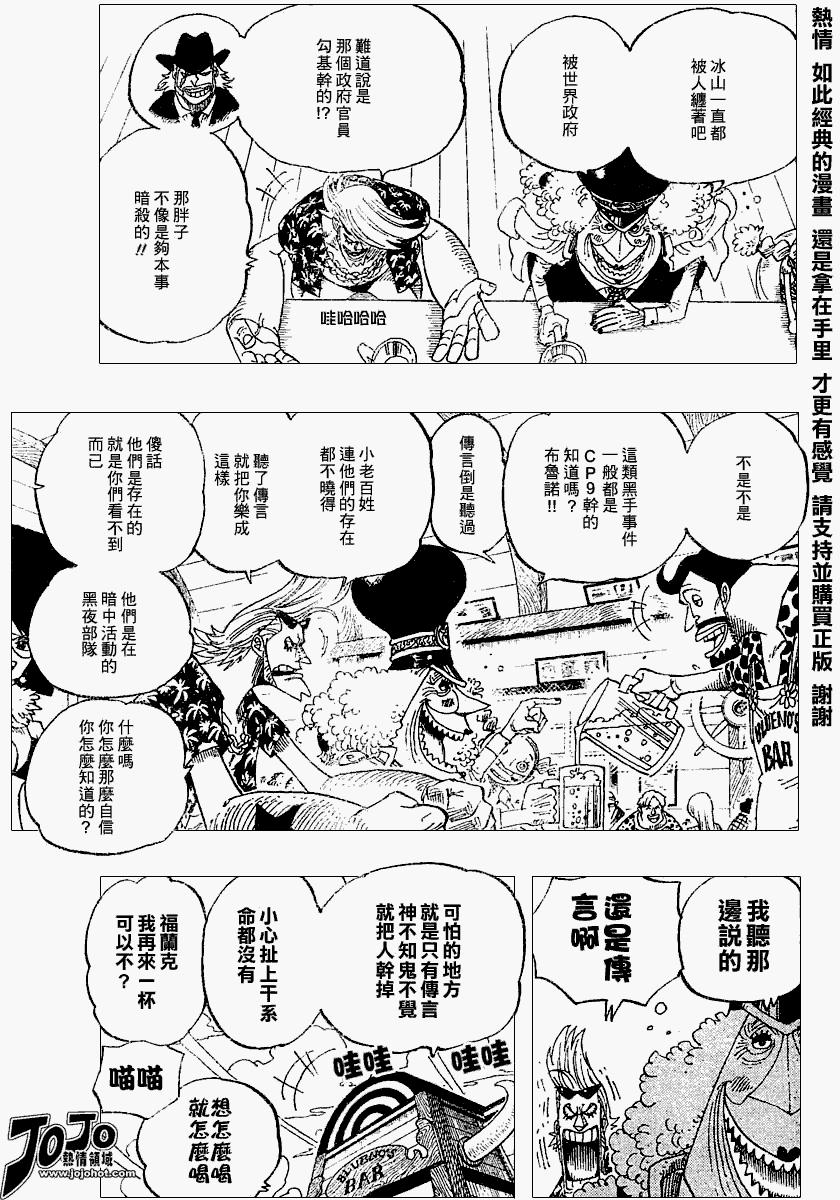 冰山一直都
被人纏著吧
被世界政府
難道說是
那個政府官員
勾基幹的!?
那胖子
不像是夠本事
暗殺的!!
哇哈哈哈
不是不是
這類黑手事件
一般都是
CP9幹的
知道嗎?
布魯諾!!
傳言倒是聽過
小老百姓
連他們的存在
都不曉得
聽了傳言
就把你樂成
這樣
傻話
他們是存在的
就是你們看不到
而已
他們是在
暗中活動的
黑夜部隊
什麼嗎
你怎麼那麼自信
你怎麼知道的?
BLUENO'S
BAR
我聽那
邊說的
還是傳
言啊
可怕的地方
就是只有傳言
神不知鬼不覺
就把人幹掉
小心扯上干系
命都沒有
福蘭克
我再來一杯
可以不?
哇哇
哇哇
喵喵
想怎麼喝
就怎麼喝
BLUENO'S
BAR
熱情 如此經典的漫畫 還是拿在手里 才更有感覺 請支持並購買正版 謝謝
JOJO
熱情領域
www.jojohot.com